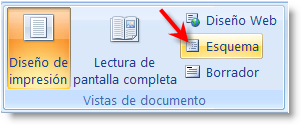 Diseño de
impresión
Lectura de
pantalla completa
Diseño Web
Esquema
Borrador
Vistas de documento